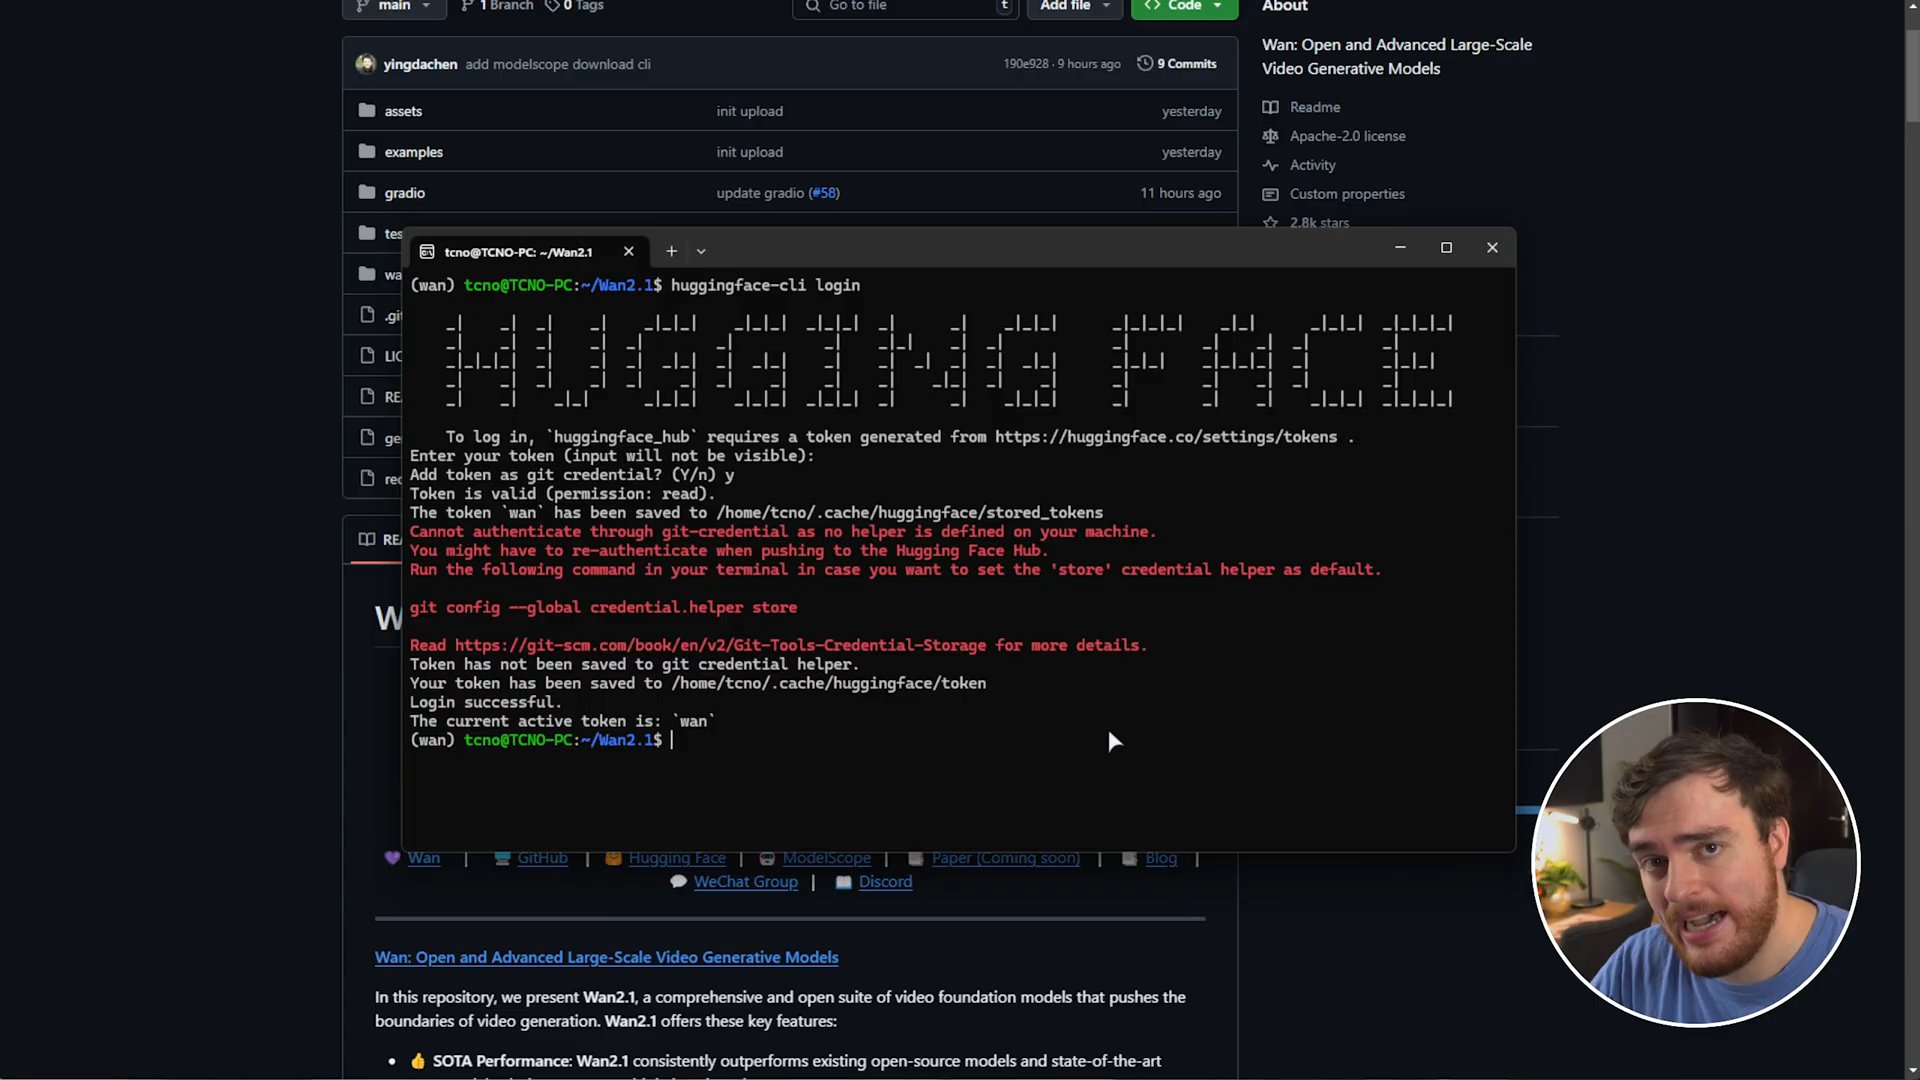 main
1 Branch
0 Tags
Go to file
t
Add file
Code
About
Wan: Open and Advanced Large-Scale
Video Generative Models
yingdachen add modelscope download cli
190e928 · 9 hours ago
9 Commits
Readme
assets
init upload
yesterday
Apache-2.0 license
examples
init upload
yesterday
Activity
gradio
update gradio (#58)
11 hours ago
Custom properties
2.8k stars
tes
wa
.git
LIC
RE
ge
rec
REA
W
tcno@TCNO-PC: ~/Wan2.1
(wan) tcno@TCNO-PC:~/Wan2.1$ huggingface-cli login
HUGGING FACE
To log in, `huggingface_hub` requires a token generated from https://huggingface.co/settings/tokens .
Enter your token (input will not be visible):
Add token as git credential? (Y/n) y
Token is valid (permission: read).
The token `wan` has been saved to /home/tcno/.cache/huggingface/stored_tokens
Cannot authenticate through git-credential as no helper is defined on your machine.
You might have to re-authenticate when pushing to the Hugging Face Hub.
Run the following command in your terminal in case you want to set the 'store' credential helper as default.
git config --global credential.helper store
Read https://git-scm.com/book/en/v2/Git-Tools-Credential-Storage for more details.
Token has not been saved to git credential helper.
Your token has been saved to /home/tcno/.cache/huggingface/token
Login successful.
The current active token is: `wan`
(wan) tcno@TCNO-PC:~/Wan2.1$
Wan | GitHub | Hugging Face | ModelScope | Paper (Coming soon) | Blog |
WeChat Group | Discord
Wan: Open and Advanced Large-Scale Video Generative Models
In this repository, we present Wan2.1, a comprehensive and open suite of video foundation models that pushes the
boundaries of video generation. Wan2.1 offers these key features:
• 👍 SOTA Performance: Wan2.1 consistently outperforms existing open-source models and state-of-the-art